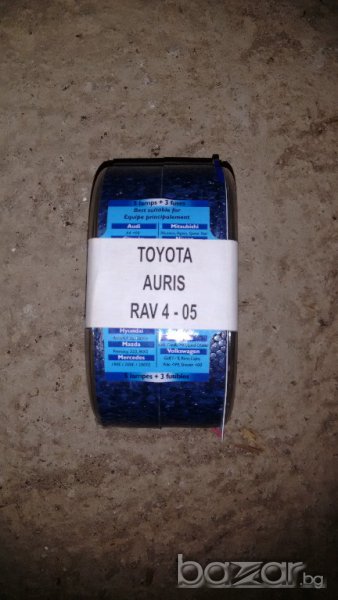 5 lamps + 3 fuses
Best suitable for
Equipe principalement
Audi
Mitsubishi
TOYOTA
AURIS
RAV 4 - 05
Hyundai
Mazda
Volkswagen
Mercedes
5 lampes + 3 fusibles
bazar.bg